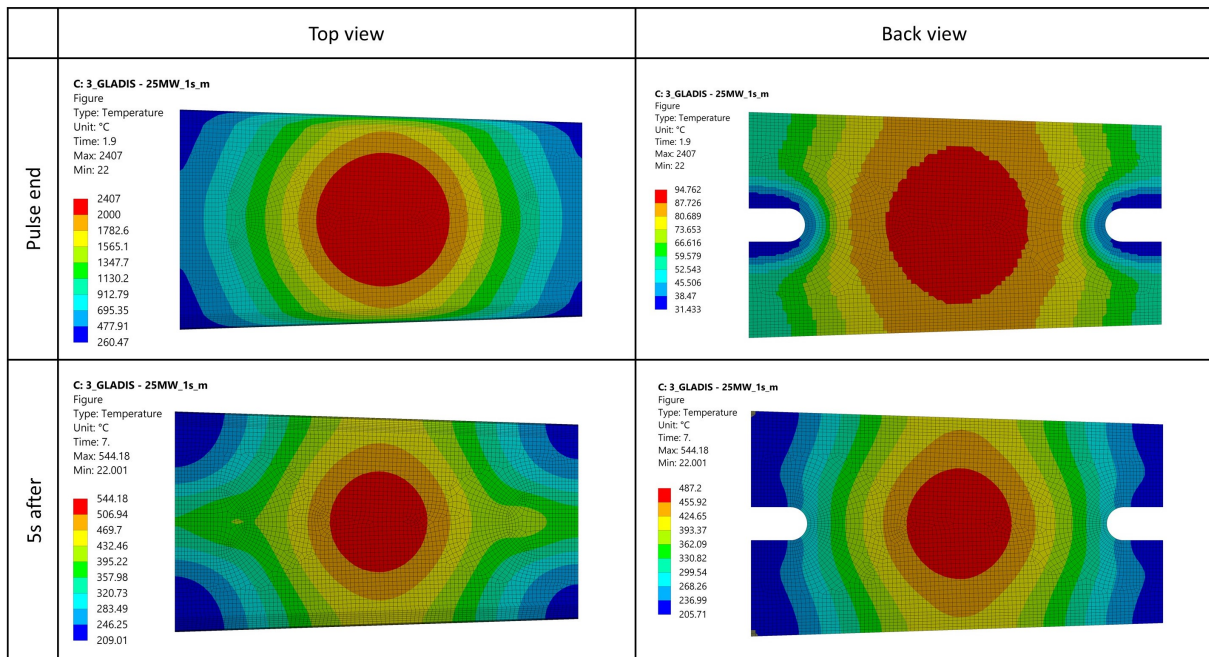 Top view
Back view
Pulse end
C: 3_GLADIS - 25MW_1s_m
Figure
Type: Temperature
Unit: °C
Time: 1.9
Max: 2407
Min: 22
2407
2000
1782.6
1565.1
1347.7
1130.2
912.79
695.35
477.91
260.47
C: 3_GLADIS - 25MW_1s_m
Figure
Type: Temperature
Unit: °C
Time: 1.9
Max: 2407
Min: 22
94.762
87.726
80.689
73.653
66.616
59.579
52.543
45.506
38.47
31.433
5s after
C: 3_GLADIS - 25MW_1s_m
Figure
Type: Temperature
Unit: °C
Time: 7.
Max: 544.18
Min: 22.001
544.18
506.94
469.7
432.46
395.22
357.98
320.73
283.49
246.25
209.01
C: 3_GLADIS - 25MW_1s_m
Figure
Type: Temperature
Unit: °C
Time: 7.
Max: 544.18
Min: 22.001
487.2
455.92
424.65
393.37
362.09
330.82
299.54
268.26
236.99
205.71